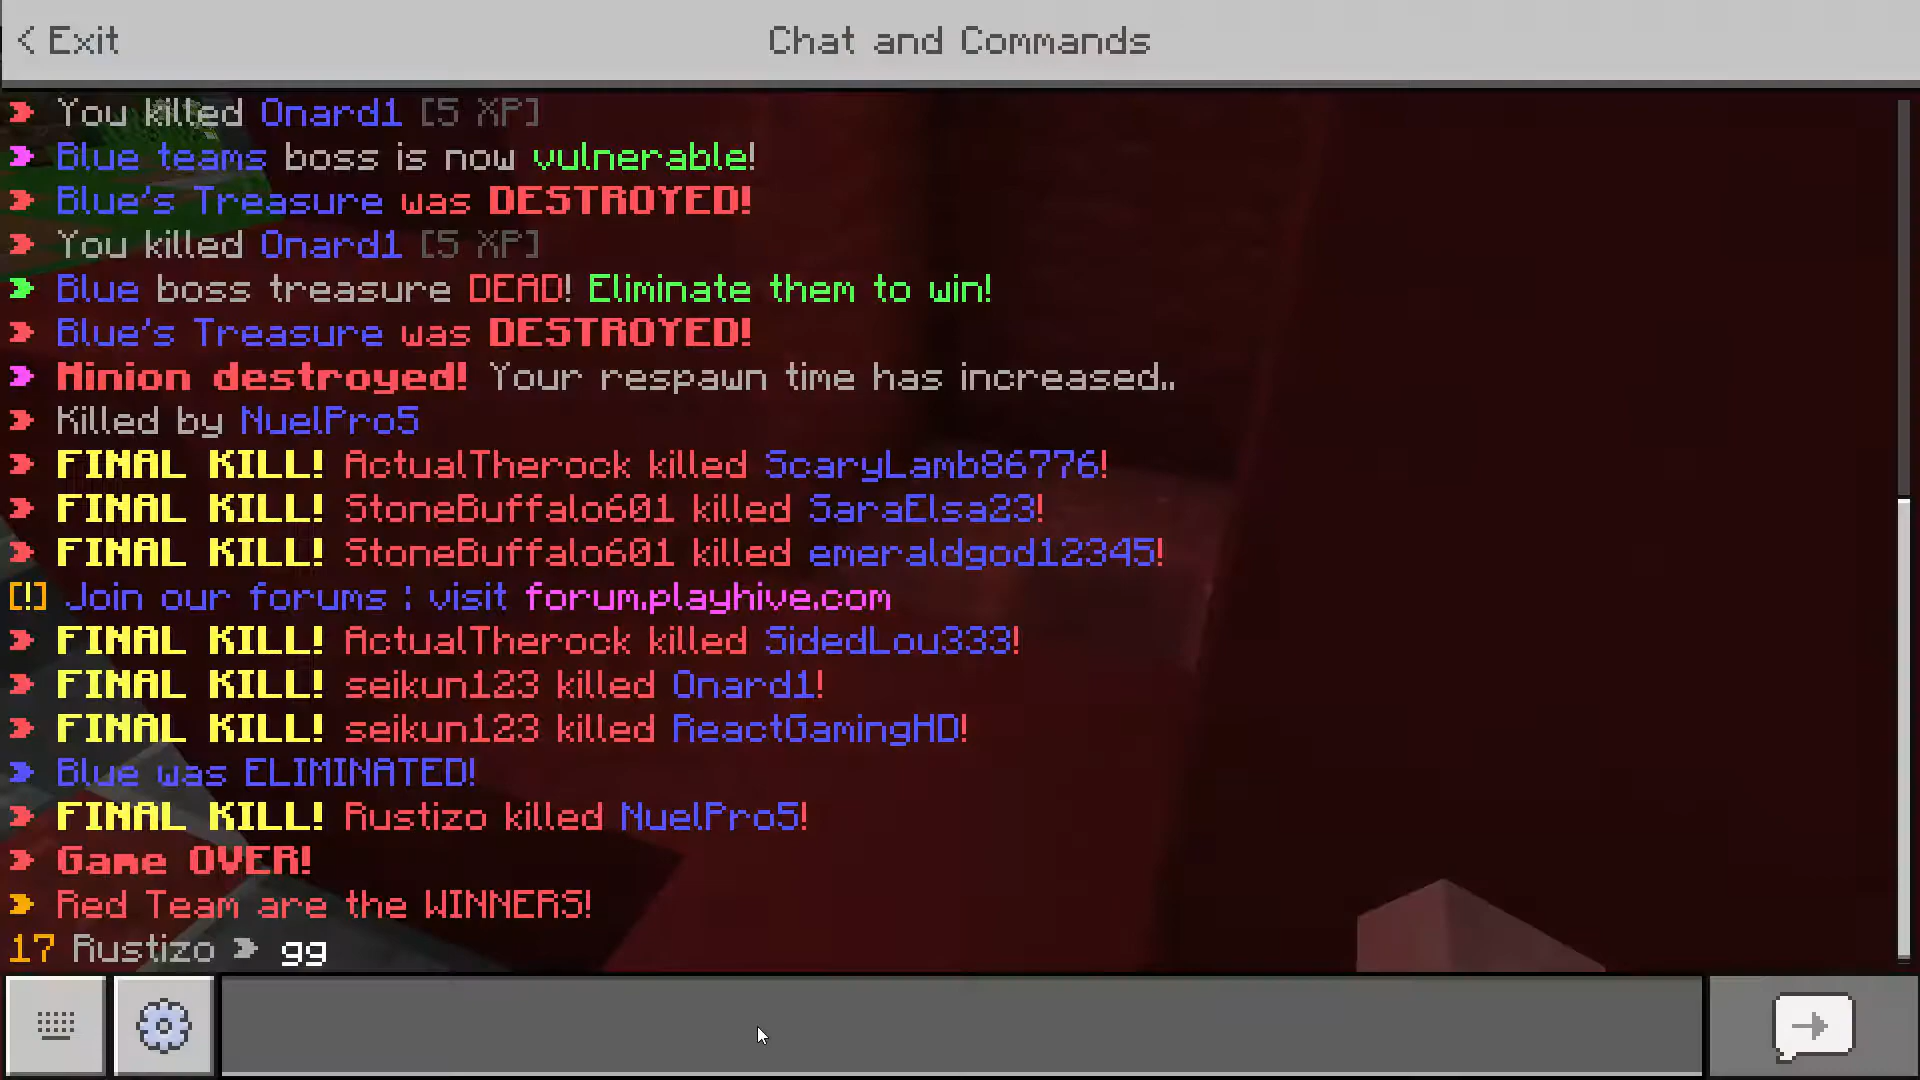 < Exit
Chat and Commands
You killed Onard1 [5 XP]
Blue teams boss is now vulnerable!
Blue's Treasure was DESTROYED!
You killed Onard1 [5 XP]
Blue boss treasure DEAD! Eliminate them to win!
Blue's Treasure was DESTROYED!
Minion destroyed! Your respawn time has increased..
Killed by NuelPro5
FINAL KILL! ActualTherock killed ScaryLamb86776!
FINAL KILL! StoneBuffalo601 killed SaraElsa23!
FINAL KILL! StoneBuffalo601 killed emeraldgod12345!
[!] Join our forums : visit forum.playhive.com
FINAL KILL! ActualTherock killed SidedLou333!
FINAL KILL! seikun123 killed Onard1!
FINAL KILL! seikun123 killed ReactGamingHD!
Blue was ELIMINATED!
FINAL KILL! Rustizo killed NuelPro5!
Game OVER!
Red Team are the WINNERS!
17 Rustizo » gg